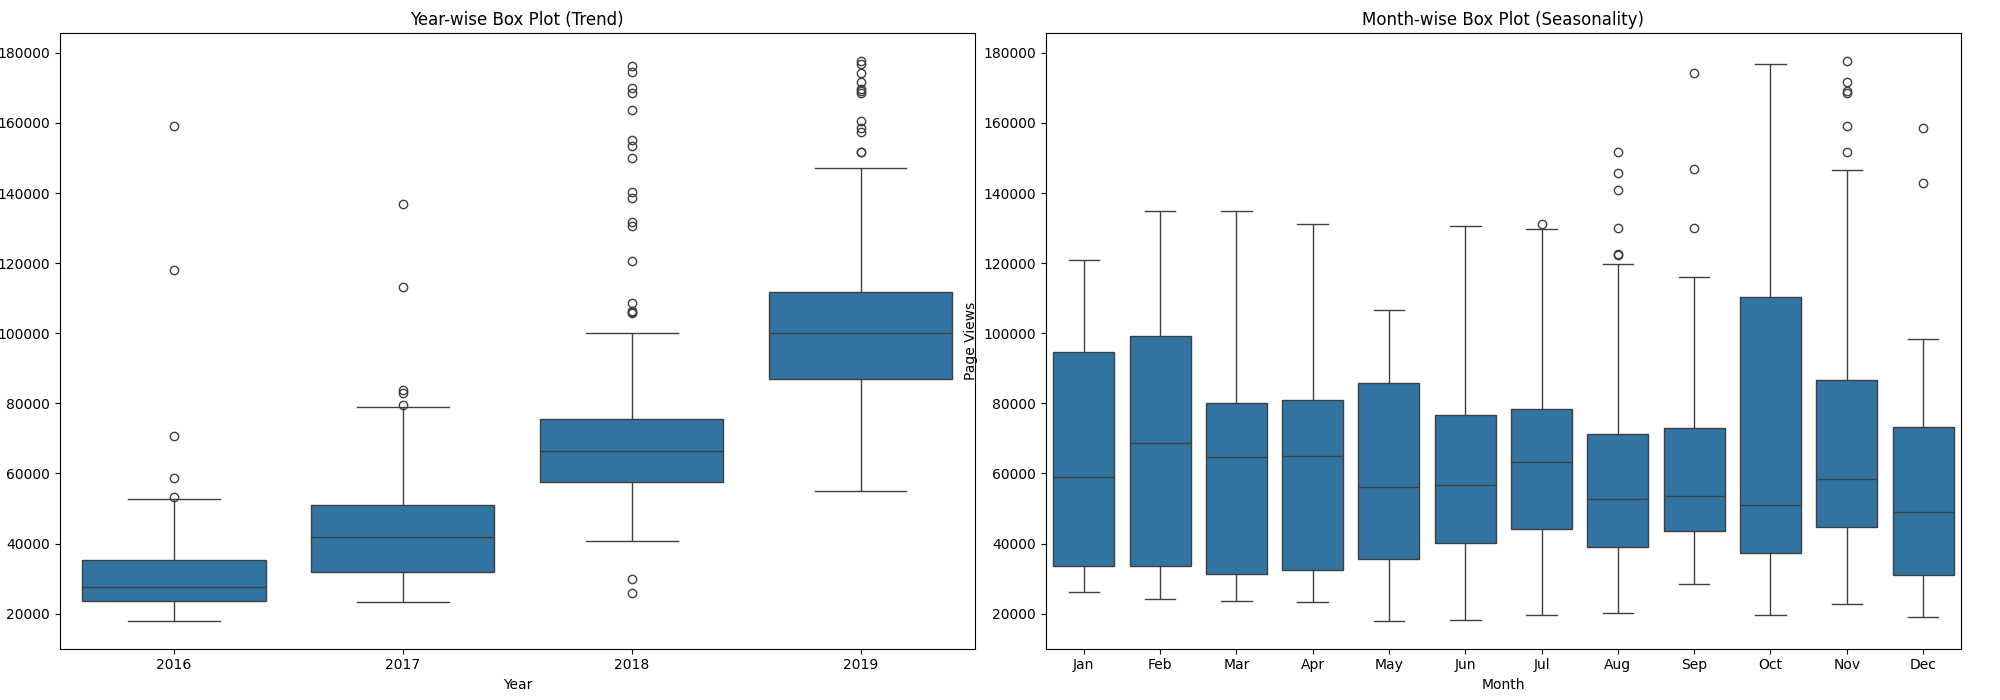 Year-wise Box Plot (Trend)
180000
160000
140000
120000
100000
80000
60000
40000
20000
2016 2017 2018 2019
Year
Month-wise Box Plot (Seasonality)
Page Views
180000
160000
140000
120000
100000
80000
60000
40000
20000
Jan Feb Mar Apr May Jun Jul Aug Sep Oct Nov Dec
Month